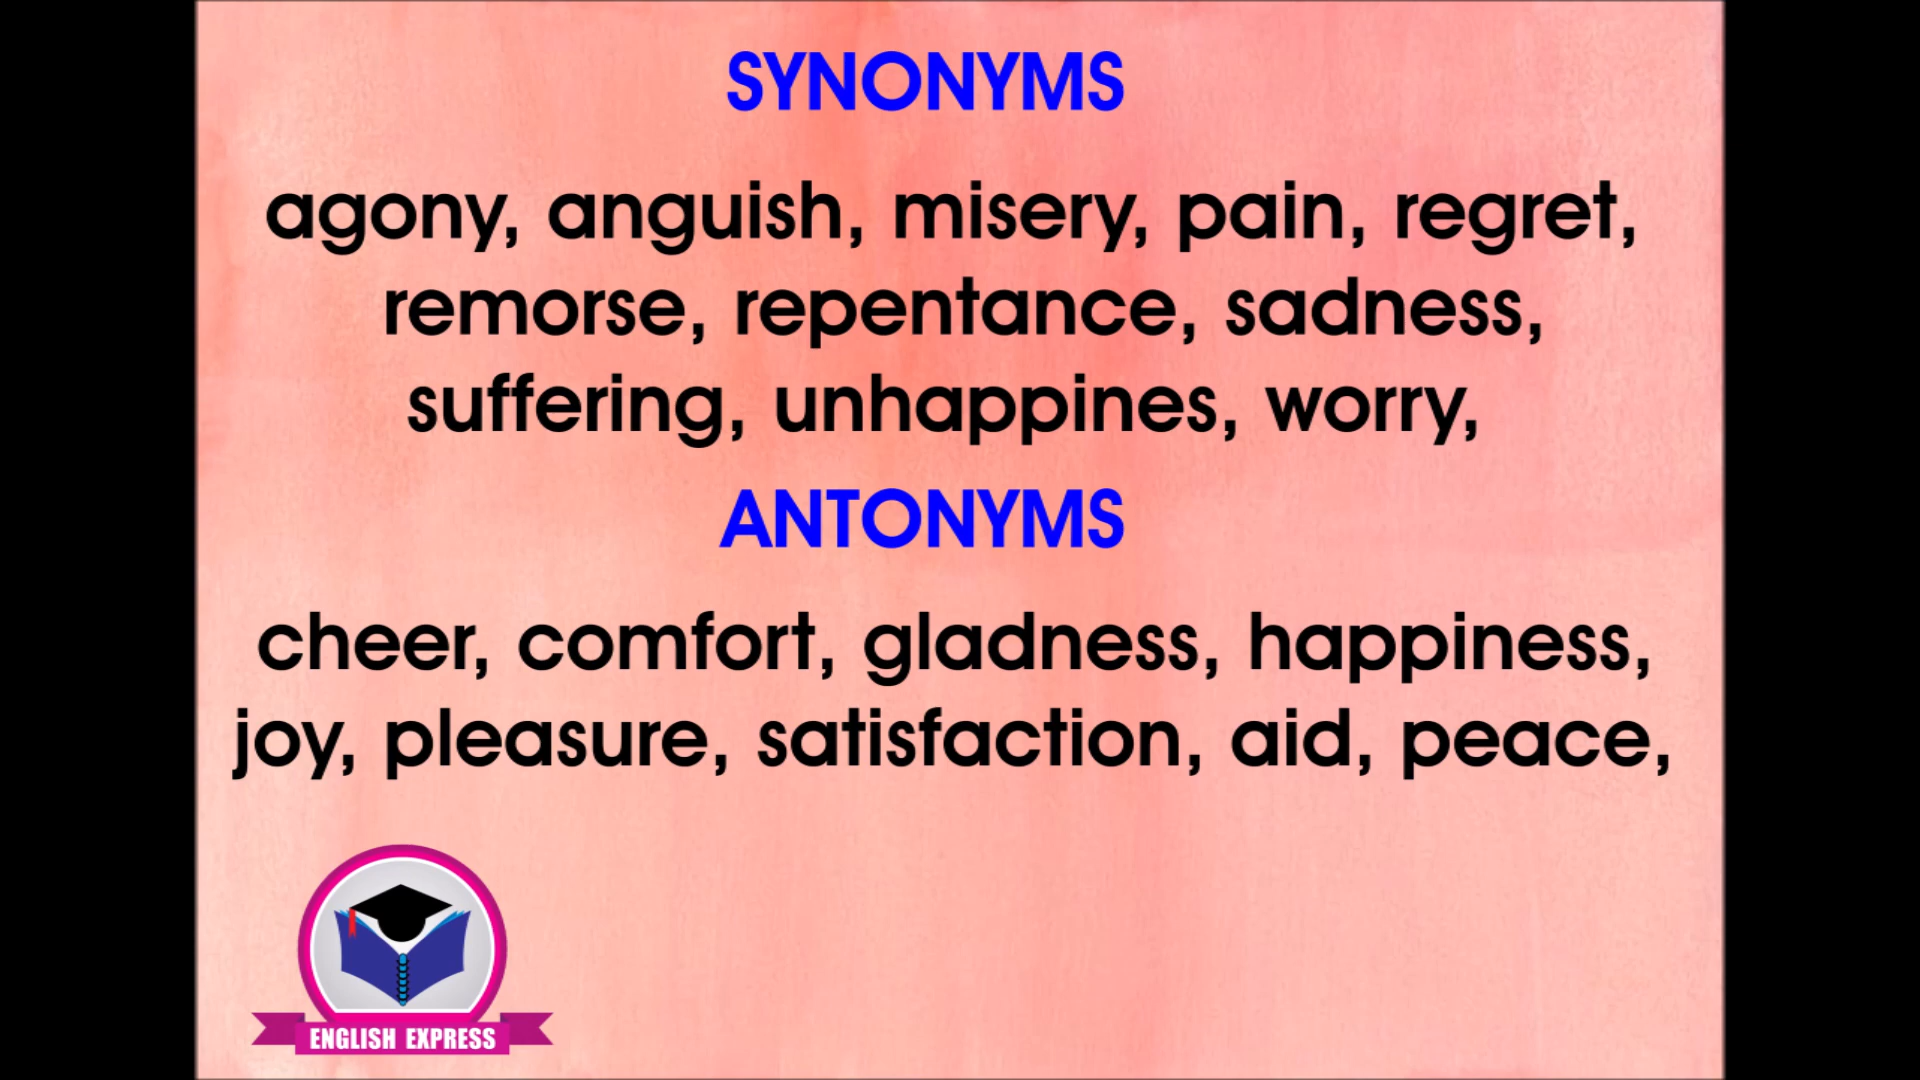 SYNONYMS
agony, anguish, misery, pain, regret,
remorse, repentance, sadness,
suffering, unhappines, worry,
ANTONYMS
cheer, comfort, gladness, happiness,
joy, pleasure, satisfaction, aid, peace,
ENGLISH EXPRESS